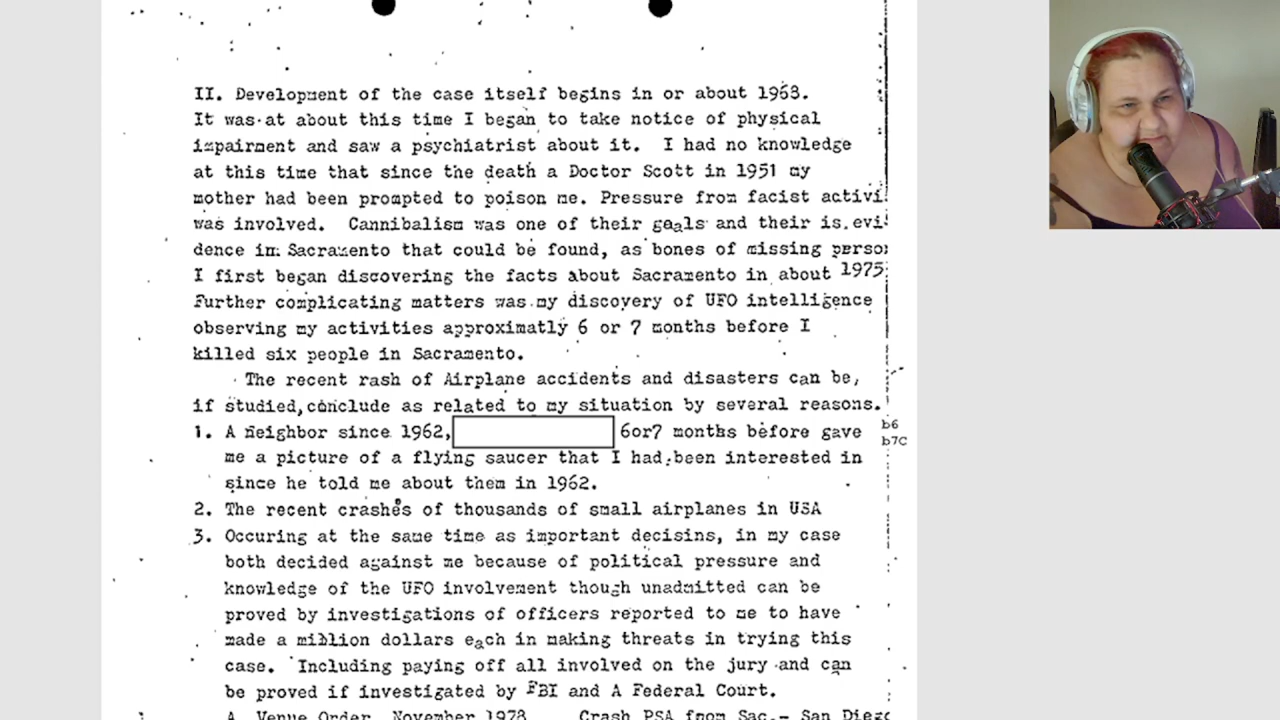 II. Development of the case itself begins in or about 1968.
It was at about this time I began to take notice of physical
impairment and saw a psychiatrist about it. I had no knowledge
at this time that since the death a Doctor Scott in 1951 my
mother had been prompted to poison me. Pressure from facist activi
was involved. Cannibalism was one of their goals and their is evi-
dence in Sacramento that could be found, as bones of missing person
I first began discovering the facts about Sacramento in about 1975
Further complicating matters was my discovery of UFO intelligence
observing my activities approximatly 6 or 7 months before I
killed six people in Sacramento.
The recent rash of Airplane accidents and disasters can be,
if studied, conclude as related to my situation by several reasons.
1. A neighbor since 1962, 6or7 months before gave
me a picture of a flying saucer that I had been interested in
since he told me about them in 1962.
b6
b7C
2. The recent crashes of thousands of small airplanes in USA
3. Occuring at the same time as important decisins, in my case
both decided against me because of political pressure and
knowledge of the UFO involvement though unadmitted can be
proved by investigations of officers reported to me to have
made a million dollars each in making threats in trying this
case. Including paying off all involved on the jury and can
be proved if investigated by FBI and A Federal Court.
A. Venue Order, November 1978 Crash PSA from Sac.- San Diego